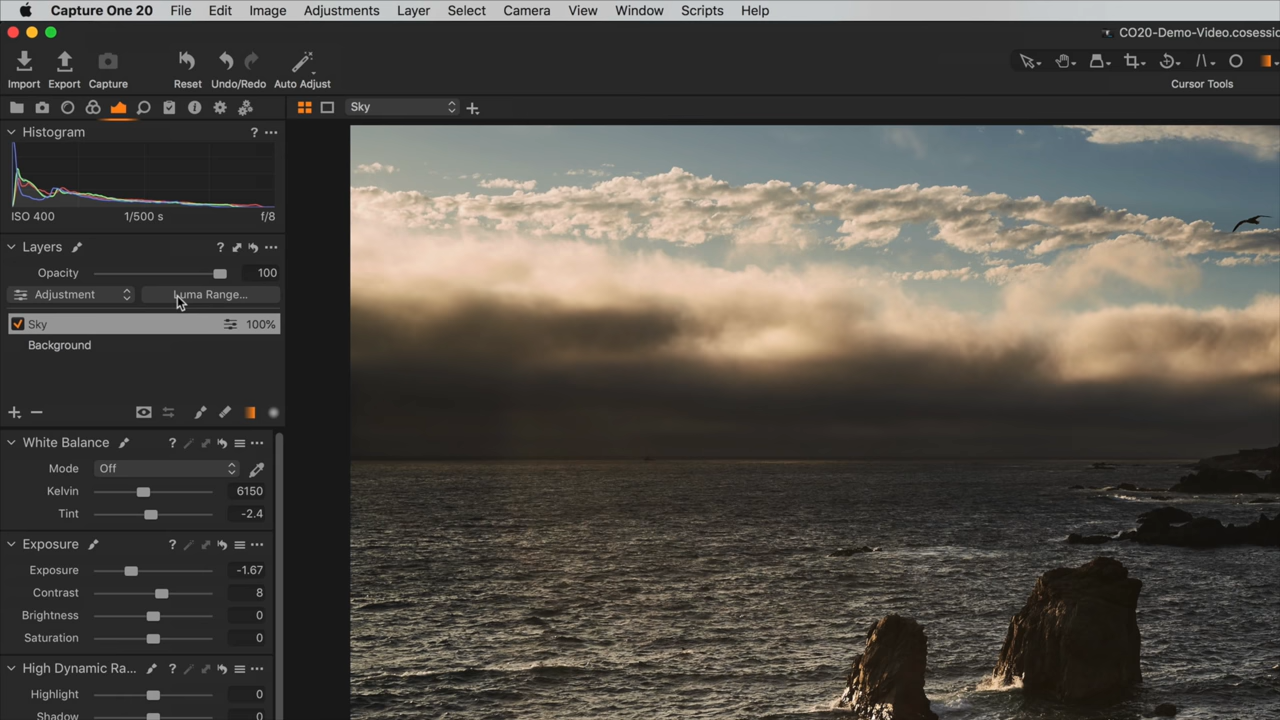 Capture One 20 File Edit Image Adjustments Layer Select Camera View Window Scripts Help
CO20-Demo-Video.cosessio
Import Export Capture Reset Undo/Redo Auto Adjust Cursor Tools
Sky
Histogram ?
ISO 400 1/500 s f/8
Layers ?
Opacity 100
Adjustment Luma Range...
Sky 100%
Background
White Balance ?
Mode Off
Kelvin 6150
Tint -2.4
Exposure ?
Exposure -1.67
Contrast 8
Brightness 0
Saturation 0
High Dynamic Ra... ?
Highlight 0
Shadow 0